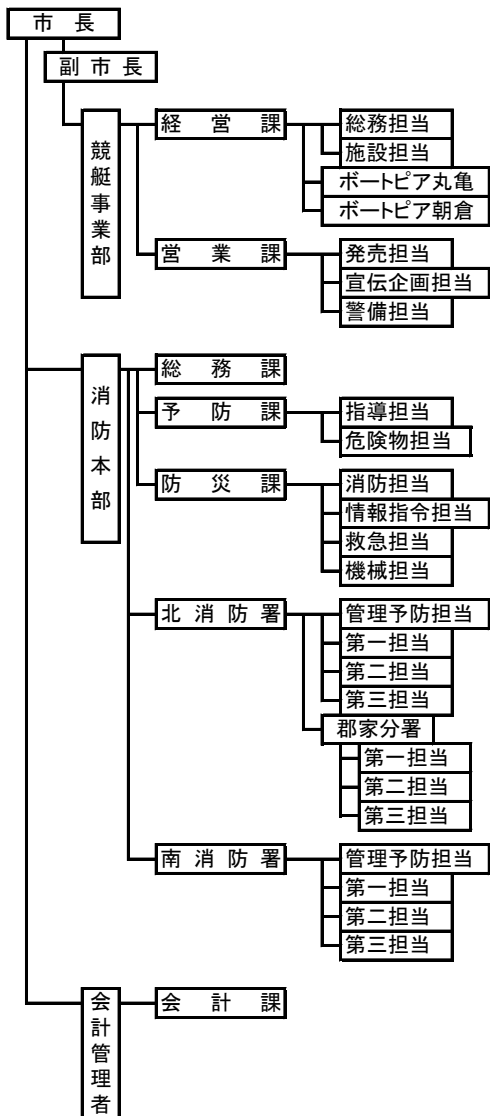 市長
副市長
競艇事業部
経営課
総務担当
施設担当
ボートピア丸亀
ボートピア朝倉
営業課
発売担当
宣伝企画担当
警備担当
消防本部
総務課
予防課
指導担当
危険物担当
防災課
消防担当
情報指令担当
救急担当
機械担当
北消防署
管理予防担当
第一担当
第二担当
第三担当
郡家分署
第一担当
第二担当
第三担当
南消防署
管理予防担当
第一担当
第二担当
第三担当
会計管理者
会計課